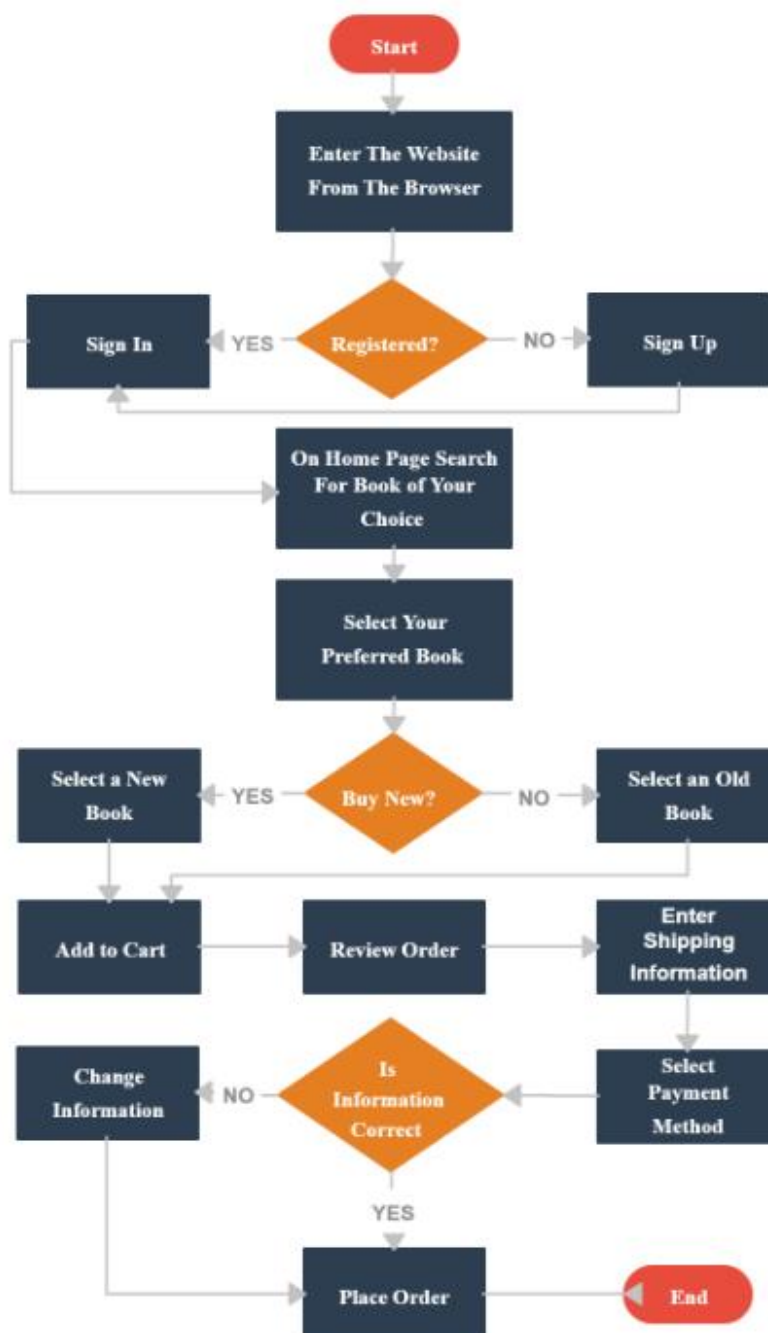 Start
Enter The Website
From The Browser
Sign In
YES
Registered?
NO
Sign Up
On Home Page Search
For Book of Your
Choice
Select Your
Preferred Book
Select a New
Book
YES
Buy New?
NO
Select an Old
Book
Add to Cart
Review Order
Enter
Shipping
Information
Change
Information
NO
Is
Information
Correct
Select
Payment
Method
YES
Place Order
End